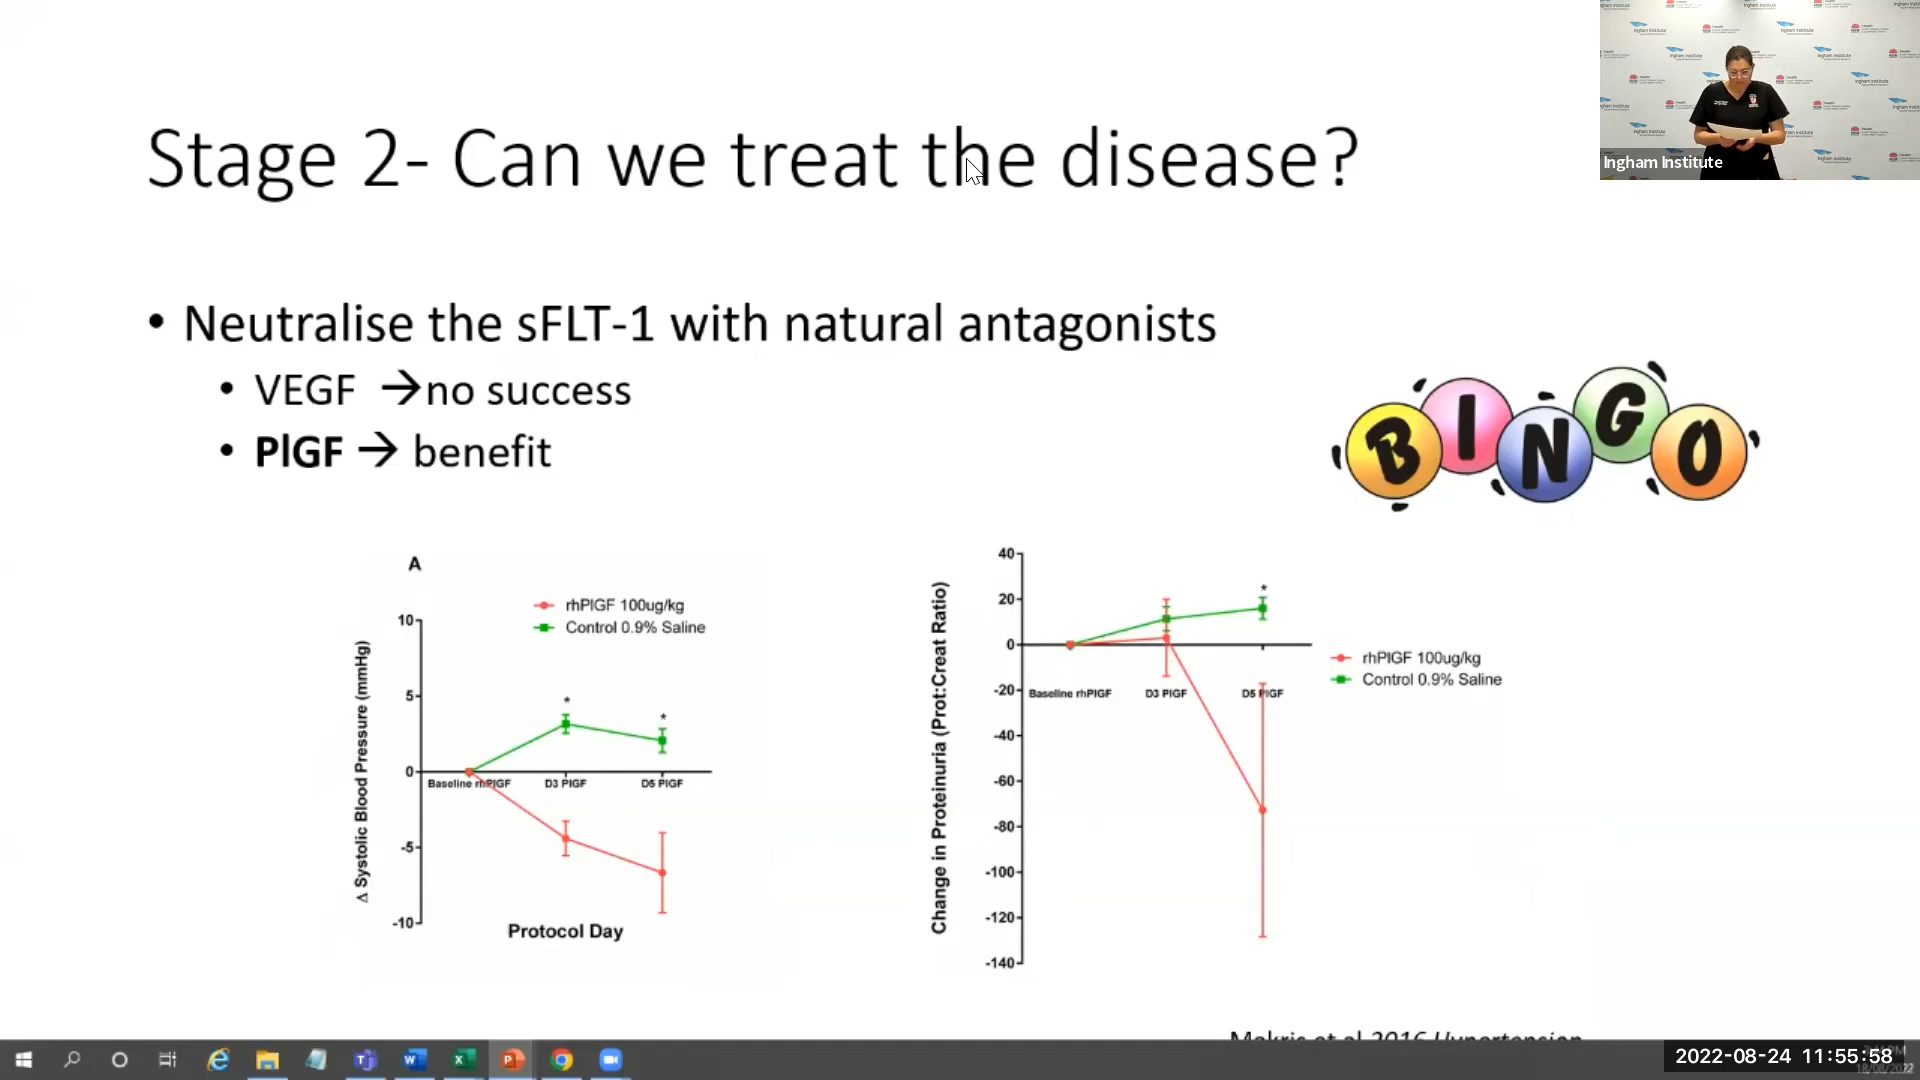 Stage 2- Can we treat the disease?
Ingham Institute
• Neutralise the sFLT-1 with natural antagonists
• VEGF →no success
• PlGF → benefit
BINGO
A
rhPlGF 100ug/kg
Control 0.9% Saline
Δ Systolic Blood Pressure (mmHg)
10
5
0
-5
-10
*
*
Baseline rhPlGF
D3 PlGF
D5 PlGF
Protocol Day
Change in Proteinuria (Prot:Creat Ratio)
40
20
0
-20
-40
-60
-80
-100
-120
-140
*
Baseline rhPlGF
D3 PlGF
D5 PlGF
rhPlGF 100ug/kg
Control 0.9% Saline
Makris et al 2016 Hypertension
2022-08-24 11:55:58